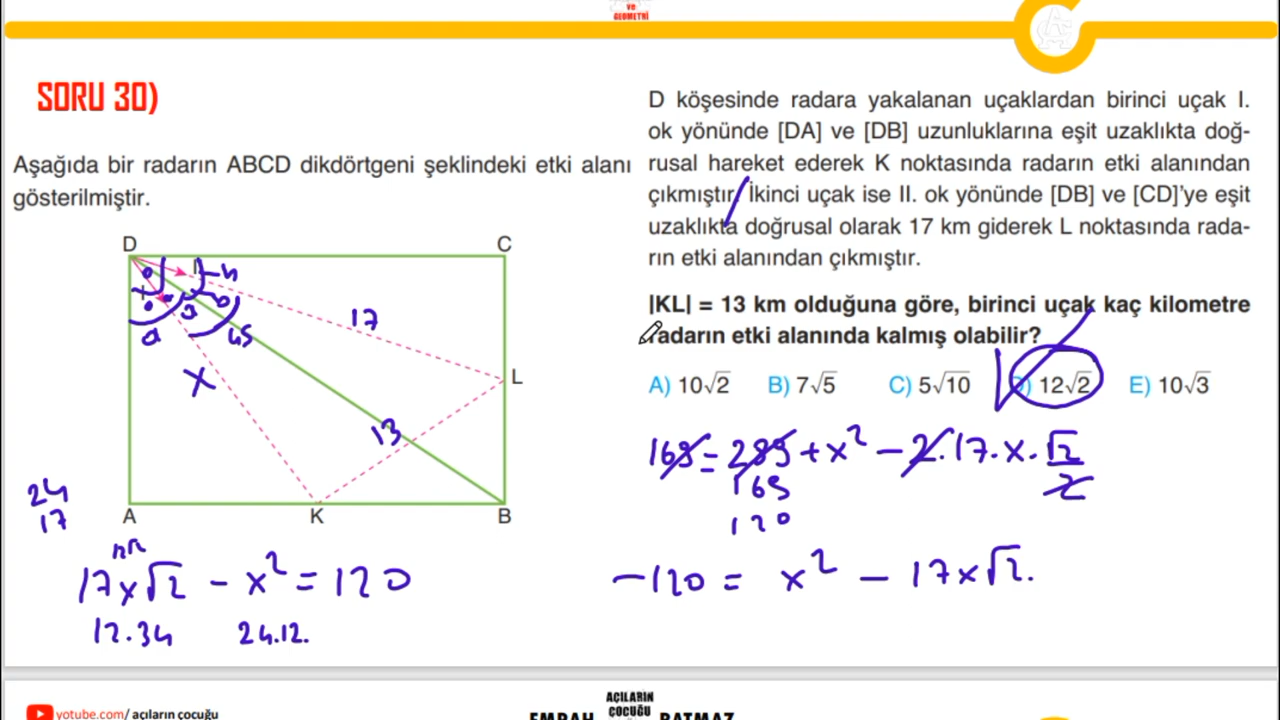 VE
GEOMETRİ
SORU 30)
Aşağıda bir radarın ABCD dikdörtgeni şeklindeki etki alanı
gösterilmiştir.
D
C
17
45
a
x
13
L
A
K
B
24
17
17x√2 - x² = 120
12.34 24.12.
D köşesinde radara yakalanan uçaklardan birinci uçak I.
ok yönünde [DA] ve [DB] uzunluklarına eşit uzaklıkta doğ-
rusal hareket ederek K noktasında radarın etki alanından
çıkmıştır. İkinci uçak ise II. ok yönünde [DB] ve [CD]'ye eşit
uzaklıkta doğrusal olarak 17 km giderek L noktasında rada-
rın etki alanından çıkmıştır.
|KL| = 13 km olduğuna göre, birinci uçak kaç kilometre
radarın etki alanında kalmış olabilir?
A) 10√2 B) 7√5 C) 5√10 D) 12√2 E) 10√3
169 = 289 + x² - 2.17.x.√2/2
169
120
-120 = x² - 17x√2.
yotube.com/ açıların çocuğu
AÇILARIN
ÇOCUĞU
EMRAH BATMAZ